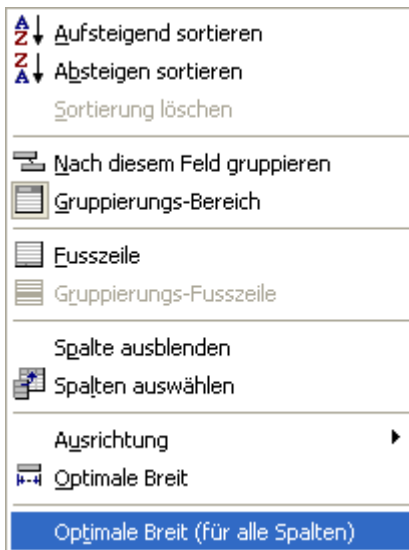 Aufsteigend sortieren
Absteigen sortieren
Sortierung löschen
Nach diesem Feld gruppieren
Gruppierungs-Bereich
Fusszeile
Gruppierungs-Fusszeile
Spalte ausblenden
Spalten auswählen
Ausrichtung
Optimale Breit
Optimale Breit (für alle Spalten)